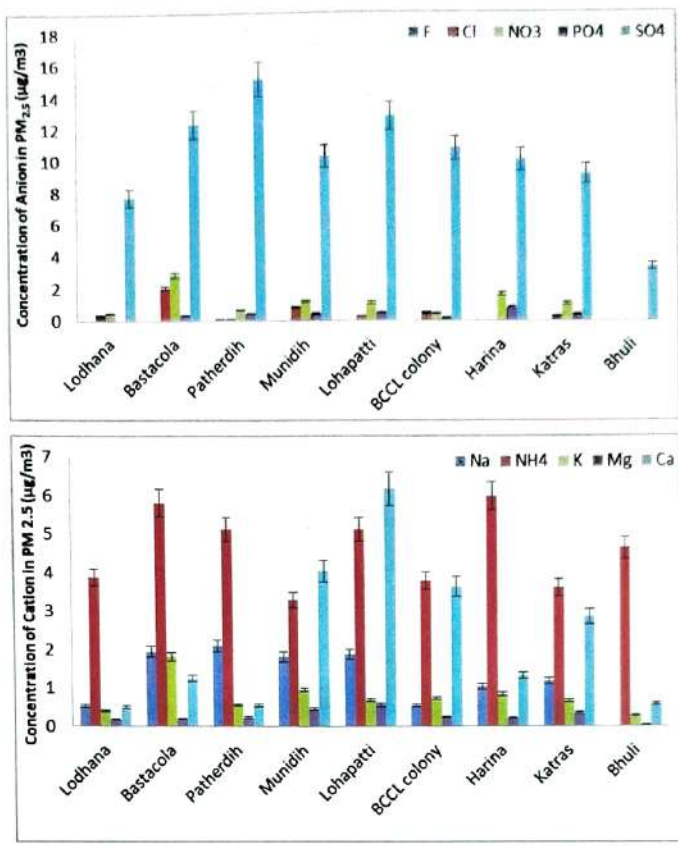 Concentration of Anion in PM2.5 (µg/m3)
18
16
14
12
10
8
6
4
2
0
F Cl NO3 PO4 SO4
Lodhana
Bastacola
Patherdih
Munidih
Lohapatti
BCCL colony
Harina
Katras
Bhuli
Concentration of Cation in PM 2.5 (µg/m3)
7
6
5
4
3
2
1
0
Na NH4 K Mg Ca
Lodhana
Bastacola
Patherdih
Munidih
Lohapatti
BCCL colony
Harina
Katras
Bhuli